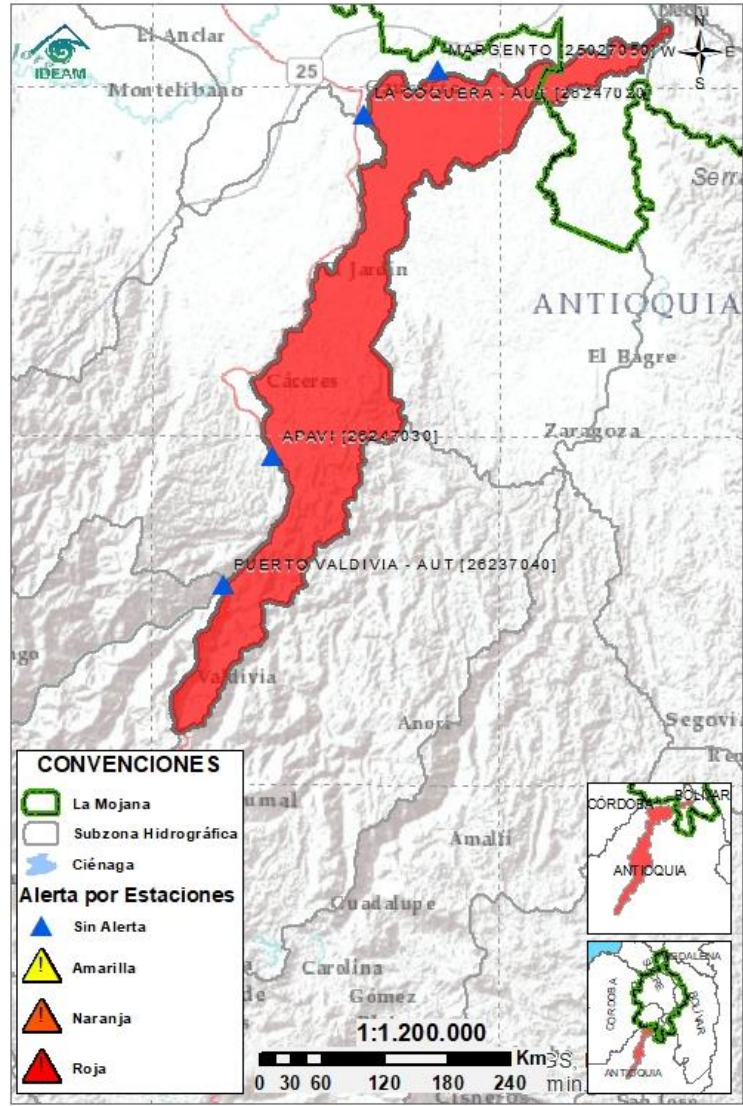 IDEAM
El Anclar
Montelíbano
25
MARGENTO [25027050]
LA COQUERA - AUT [26247020]
N
W
E
S
El Jardín
ANTIOQUIA
El Bagre
Cáceres
Zaragoza
APAVI [26247030]
PUERTO VALDIVIA - AUT [26237040]
Valdivia
Anorí
Segovia
Amalfi
Guadalupe
Carolina
Gómez
Cisneros
CONVENCIONES
La Mojana
Subzona Hidrográfica
Ciénaga
Alerta por Estaciones
Sin Alerta
Amarilla
Naranja
Roja
1:1.200.000
Km
0 30 60 120 180 240
CÓRDOBA
BOLÍVAR
ANTIOQUIA
CÓRDOBA
SUCRE
BOLÍVAR
ANTIOQUIA